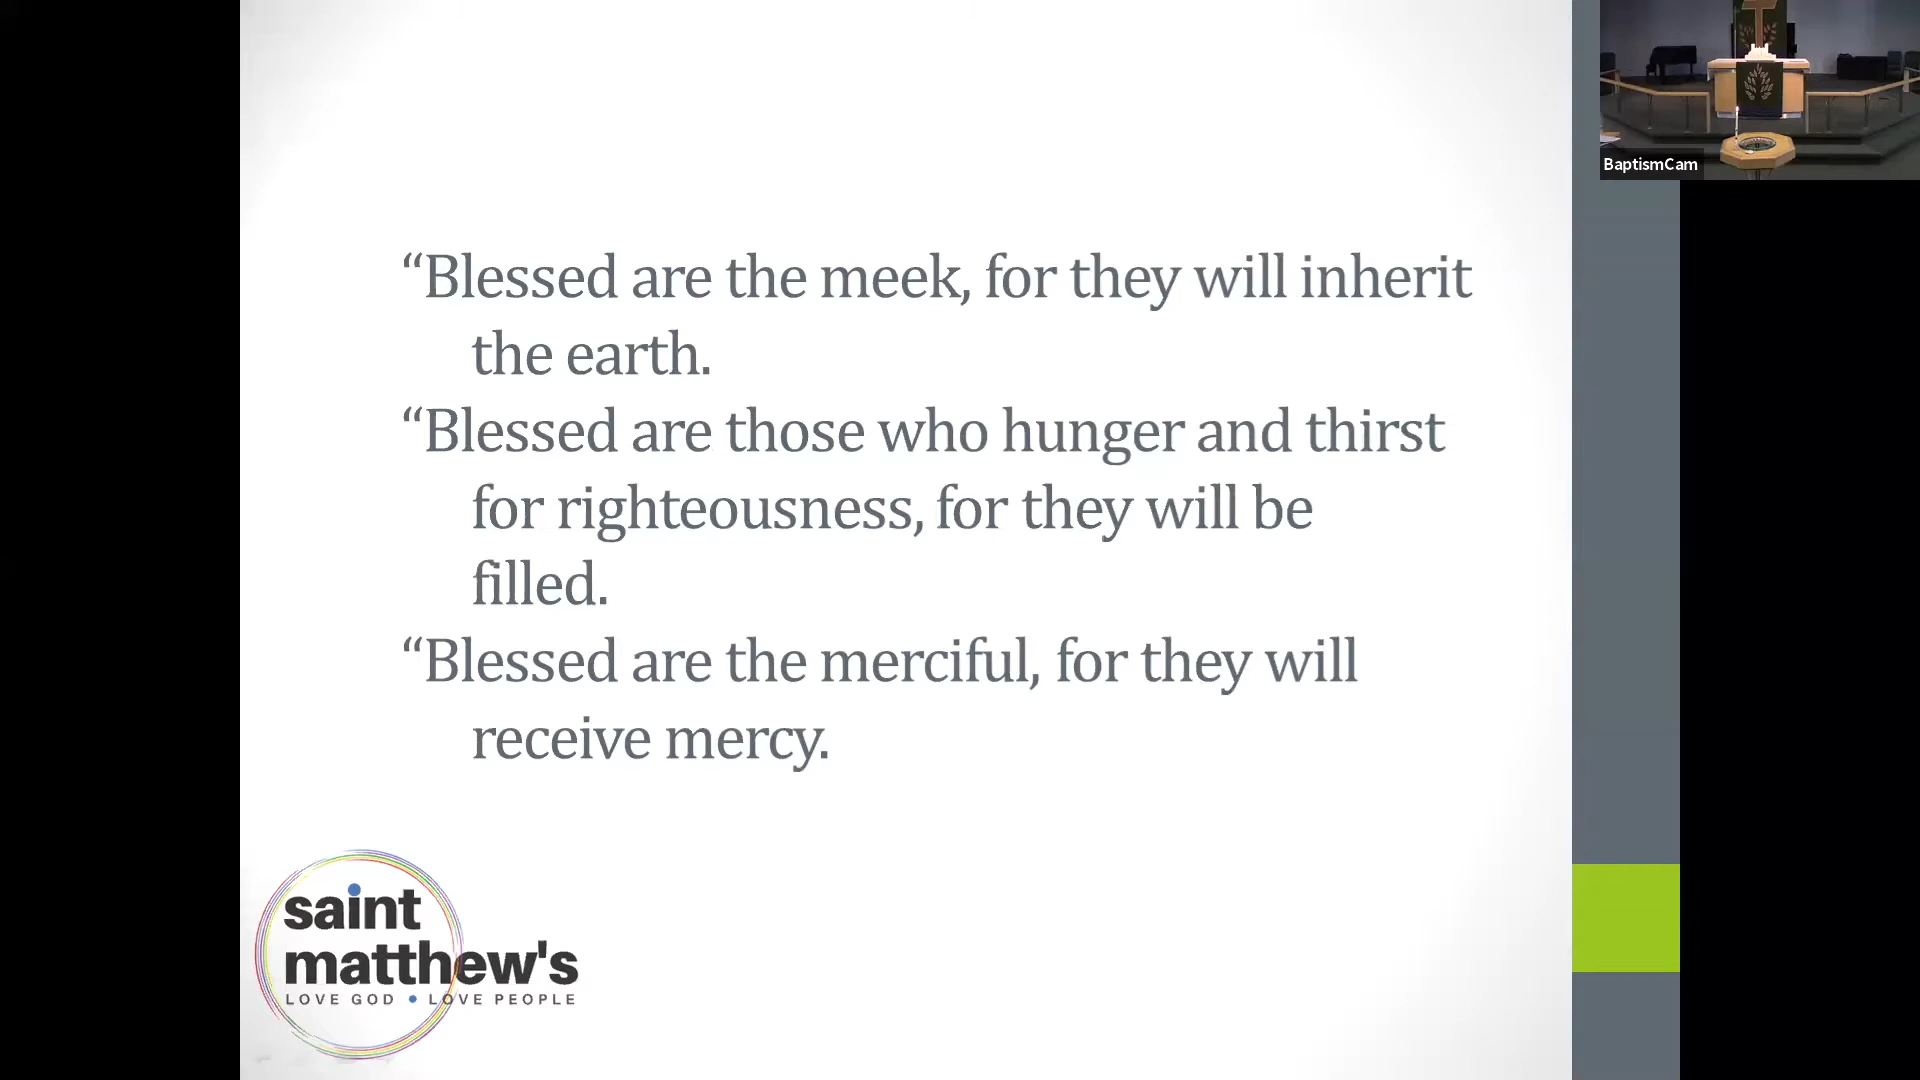 “Blessed are the meek, for they will inherit
the earth.
“Blessed are those who hunger and thirst
for righteousness, for they will be
filled.
“Blessed are the merciful, for they will
receive mercy.
saint
matthew's
LOVE GOD • LOVE PEOPLE
BaptismCam